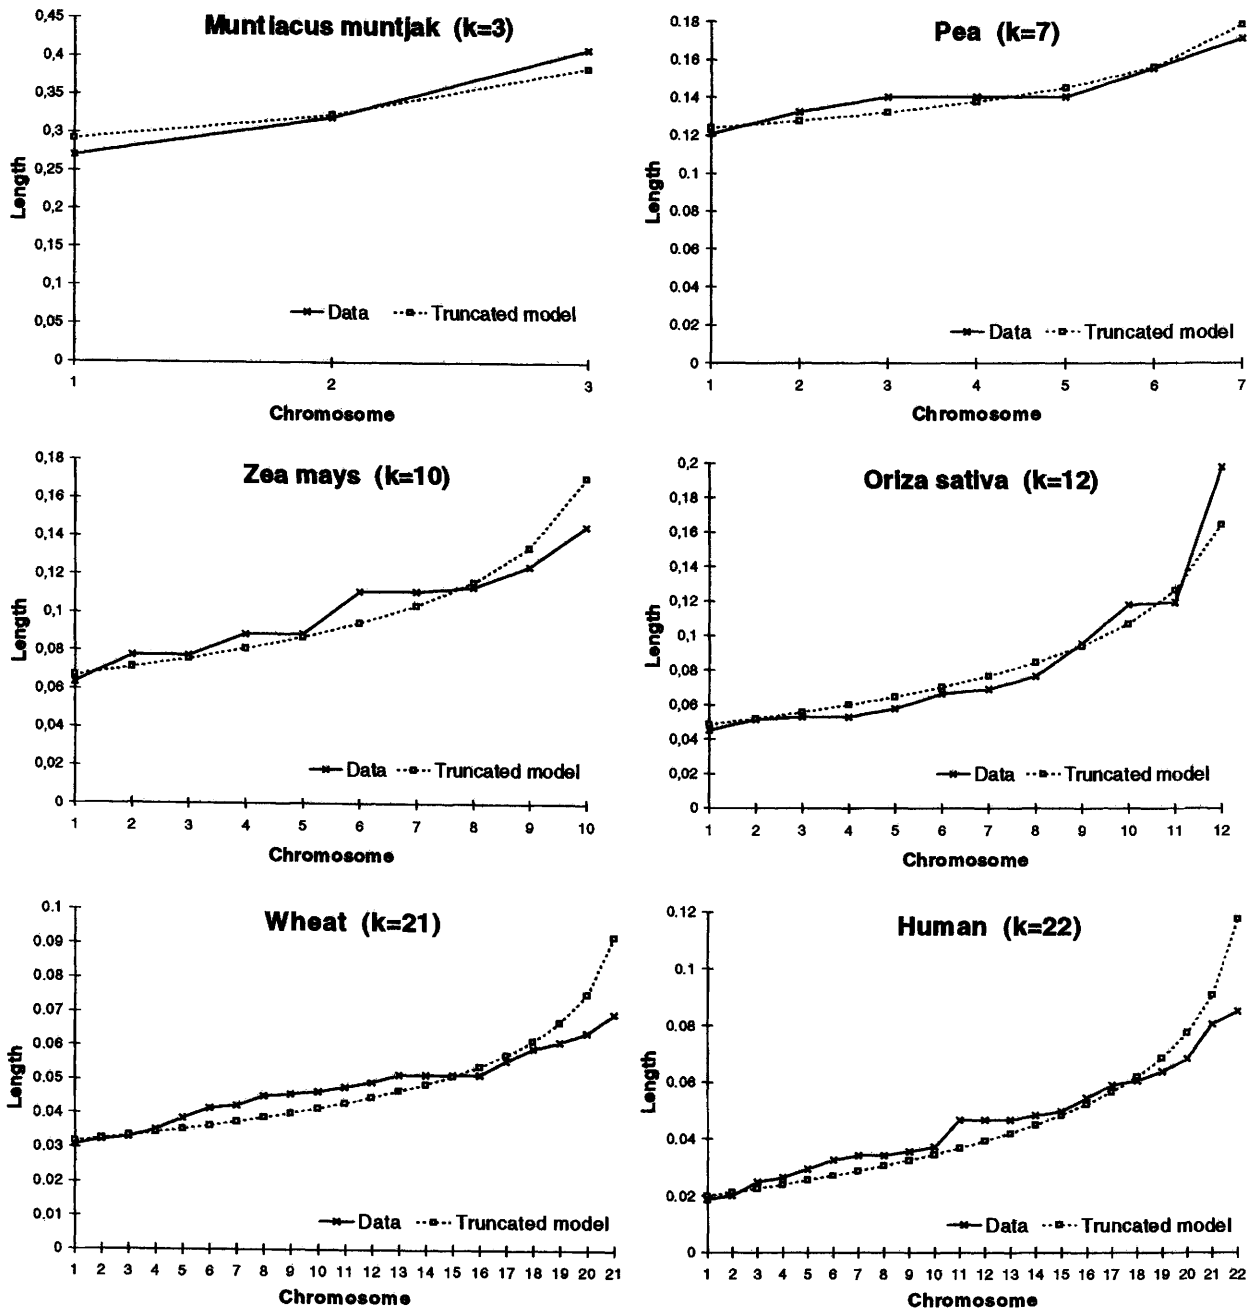 Muntiacus muntjak (k=3)
0,45
0,4
0,35
0,3
0,25
0,2
0,15
0,1
0,05
0
Length
Data Truncated model
1 2 3
Chromosome
Pea (k=7)
0.18
0.16
0.14
0.12
0.1
0.08
0.06
0.04
0.02
0
Length
Data Truncated model
1 2 3 4 5 6 7
Chromosome
Zea mays (k=10)
0,18
0,16
0,14
0,12
0,1
0,08
0,06
0,04
0,02
0
Length
Data Truncated model
1 2 3 4 5 6 7 8 9 10
Chromosome
Oriza sativa (k=12)
0,2
0,18
0,16
0,14
0,12
0,1
0,08
0,06
0,04
0,02
0
Length
Data Truncated model
1 2 3 4 5 6 7 8 9 10 11 12
Chromosome
Wheat (k=21)
0.1
0.09
0.08
0.07
0.06
0.05
0.04
0.03
0.02
0.01
0
Length
Data Truncated model
1 2 3 4 5 6 7 8 9 10 11 12 13 14 15 16 17 18 19 20 21
Chromosome
Human (k=22)
0.12
0.1
0.08
0.06
0.04
0.02
0
Length
Data Truncated model
1 2 3 4 5 6 7 8 9 10 11 12 13 14 15 16 17 18 19 20 21 22
Chromosome